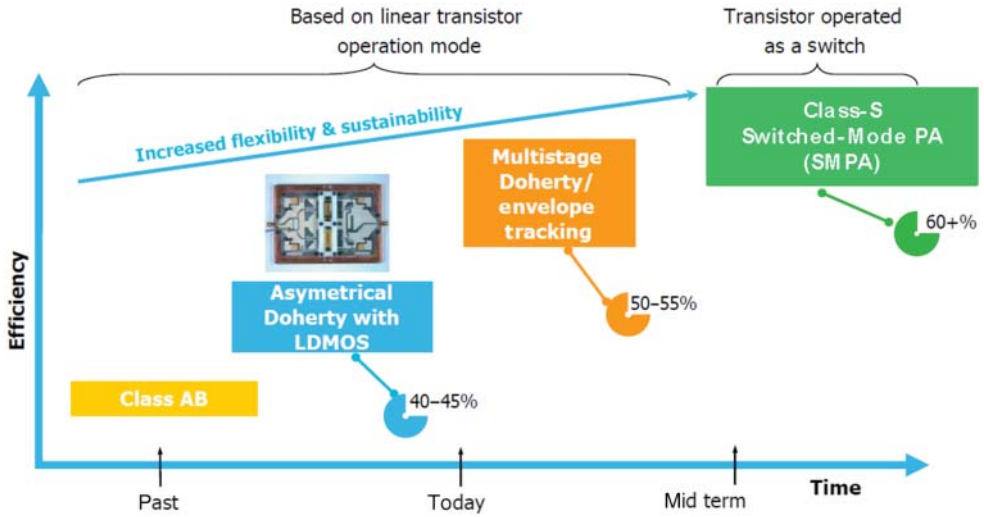 Based on linear transistor
operation mode
Transistor operated
as a switch
Increased flexibility & sustainability
Class-S
Switched-Mode PA
(SMPA)
Multistage
Doherty/
envelope
tracking
60+%
Asymetrical
Doherty with
LDMOS
50–55%
Efficiency
Class AB
40–45%
Past
Today
Mid term
Time